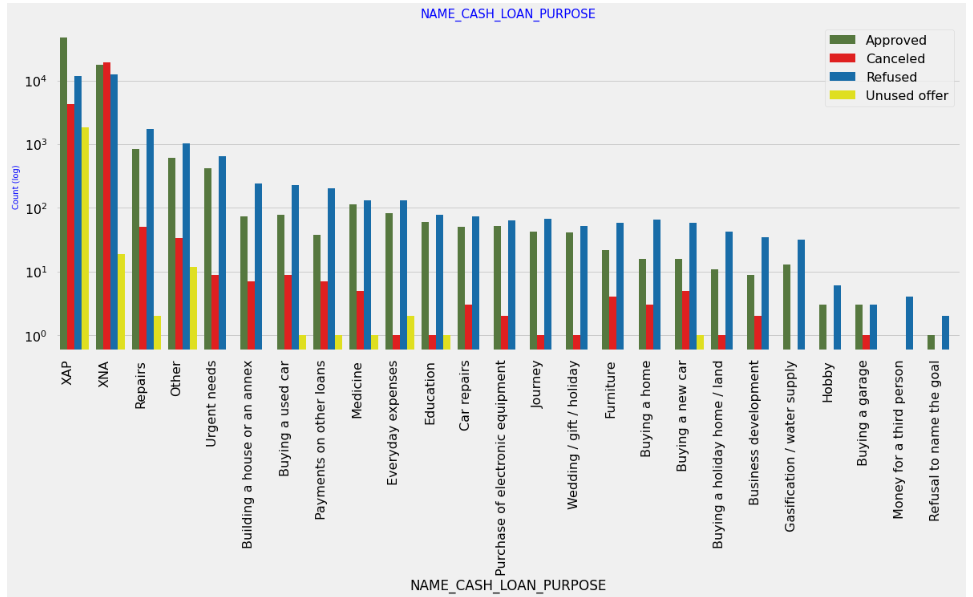 NAME_CASH_LOAN_PURPOSE
Approved
Canceled
Refused
Unused offer
10^4
10^3
10^2
10^1
10^0
Count (log)
XAP
XNA
Repairs
Other
Urgent needs
Building a house or an annex
Buying a used car
Payments on other loans
Medicine
Everyday expenses
Education
Car repairs
Purchase of electronic equipment
Journey
Wedding / gift / holiday
Furniture
Buying a home
Buying a new car
Buying a holiday home / land
Business development
Gasification / water supply
Hobby
Buying a garage
Money for a third person
Refusal to name the goal
NAME_CASH_LOAN_PURPOSE